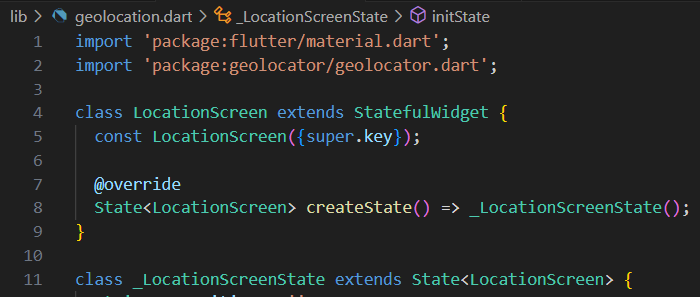 lib > geolocation.dart > _LocationScreenState > initState
1 import 'package:flutter/material.dart';
2 import 'package:geolocator/geolocator.dart';
3
4 class LocationScreen extends StatefulWidget {
5 const LocationScreen({super.key});
6
7 @override
8 State<LocationScreen> createState() => _LocationScreenState();
9 }
10
11 class _LocationScreenState extends State<LocationScreen> {